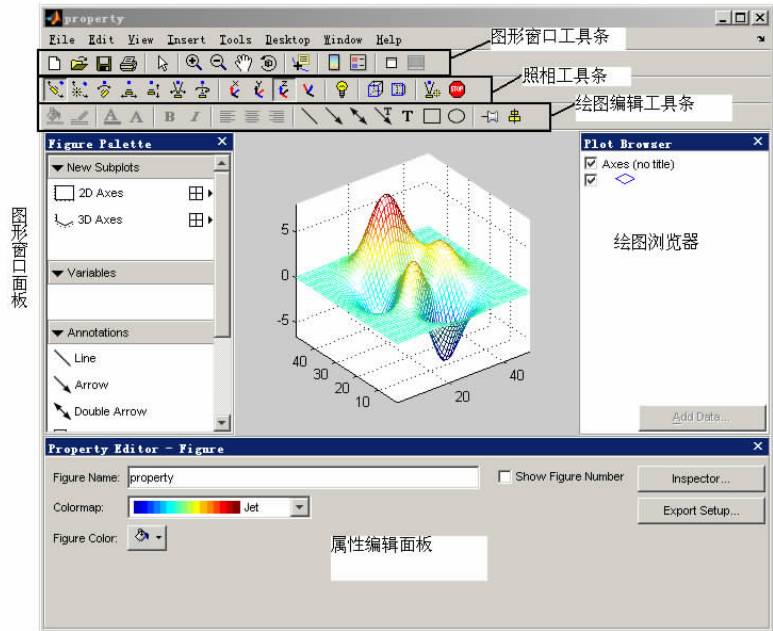 property
File Edit View Insert Tools Desktop Window Help
图形窗口工具条
照相工具条
绘图编辑工具条
STOP
A A B I T T
Figure Palette
New Subplots
2D Axes
3D Axes
Variables
Annotations
Line
Arrow
Double Arrow
图形窗口面板
5
0
-5
40
30
20
10
20
40
Plot Browser
Axes (no title)
绘图浏览器
Add Data...
Property Editor - Figure
Figure Name: property
Show Figure Number
Inspector...
Colormap: Jet
Export Setup...
Figure Color:
属性编辑面板